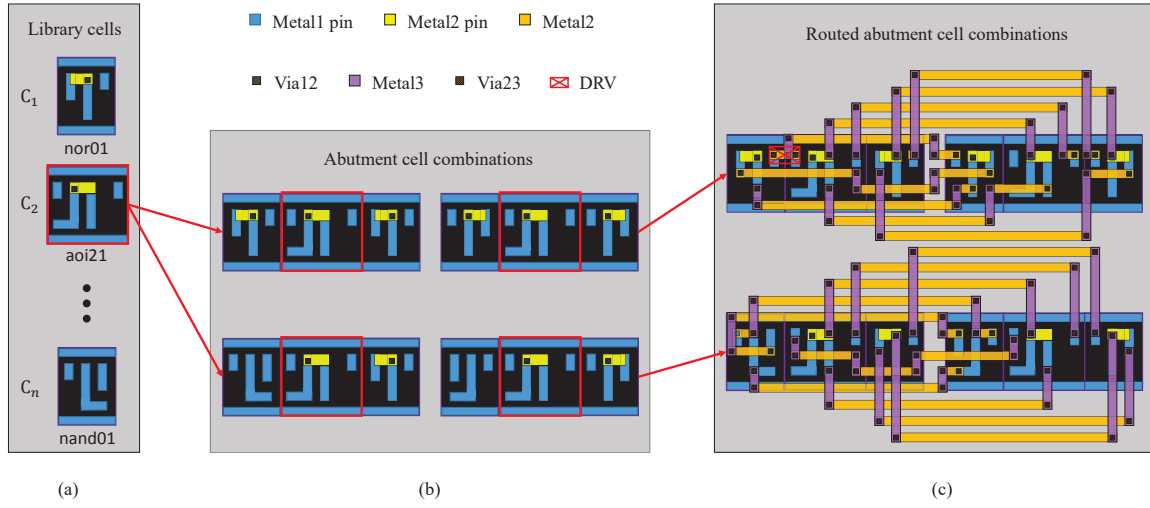 Library cells
C1
nor01
C2
aoi21
Cn
nand01
(a)
Metal1 pin
Metal2 pin
Metal2
Via12
Metal3
Via23
DRV
Abutment cell combinations
(b)
Routed abutment cell combinations
(c)